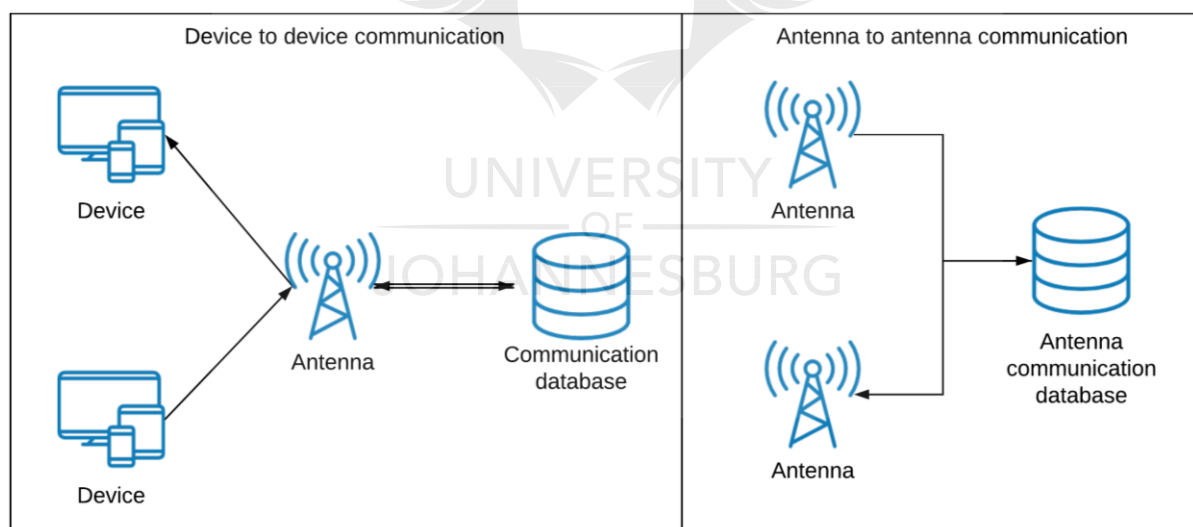 Device to device communication
Device
Antenna
Device
Communication
database
Antenna to antenna communication
Antenna
Antenna
Antenna
communication
database
UNIVERSITY
OF
JOHANNESBURG